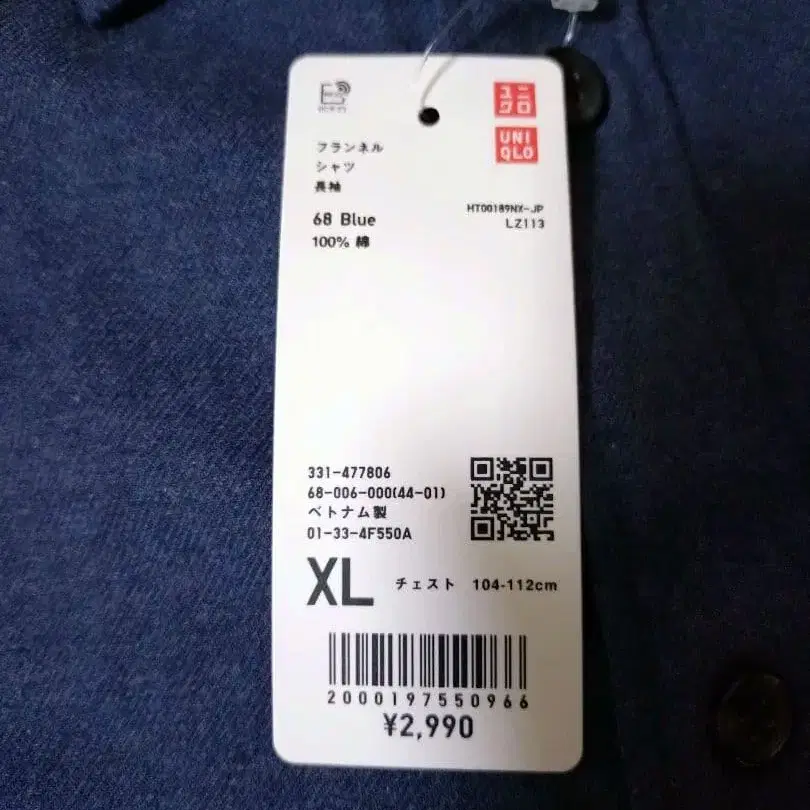 ユニ
クロ
UNI
QLO
フランネル
シャツ
長袖
68 Blue
100% 綿
HT00189NX-JP
LZ113
331-477806
68-006-000(44-01)
ベトナム製
01-33-4F550A
XL チェスト 104-112cm
2000197550966
¥2,990